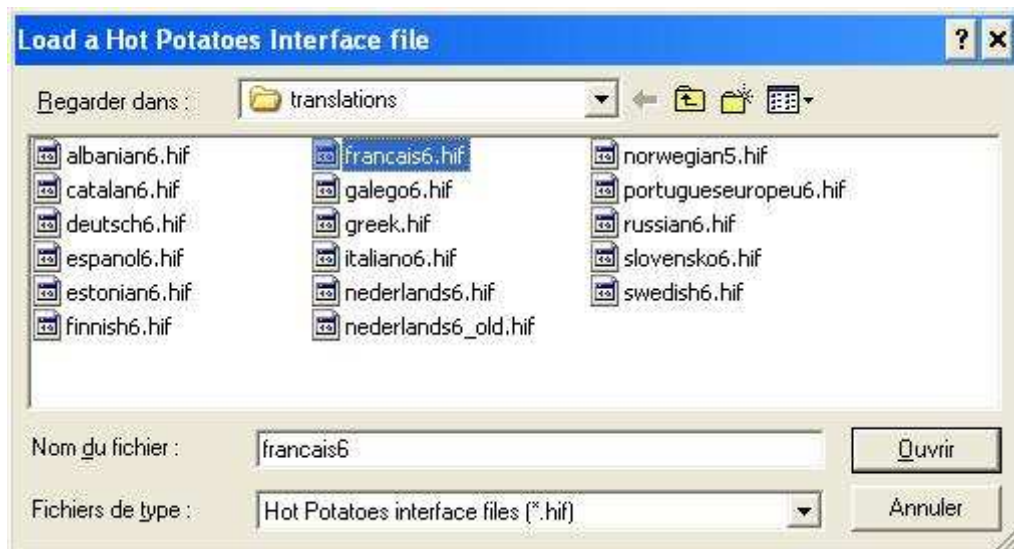 Load a Hot Potatoes Interface file
Regarder dans : translations
albanian6.hif francais6.hif norwegian5.hif
catalan6.hif galego6.hif portugueseuropeu6.hif
deutsch6.hif greek.hif russian6.hif
espanol6.hif italiano6.hif slovensko6.hif
estonian6.hif nederlands6.hif swedish6.hif
finnish6.hif nederlands6_old.hif
Nom du fichier : francais6 Ouvrir
Fichiers de type : Hot Potatoes interface files (*.hif) Annuler